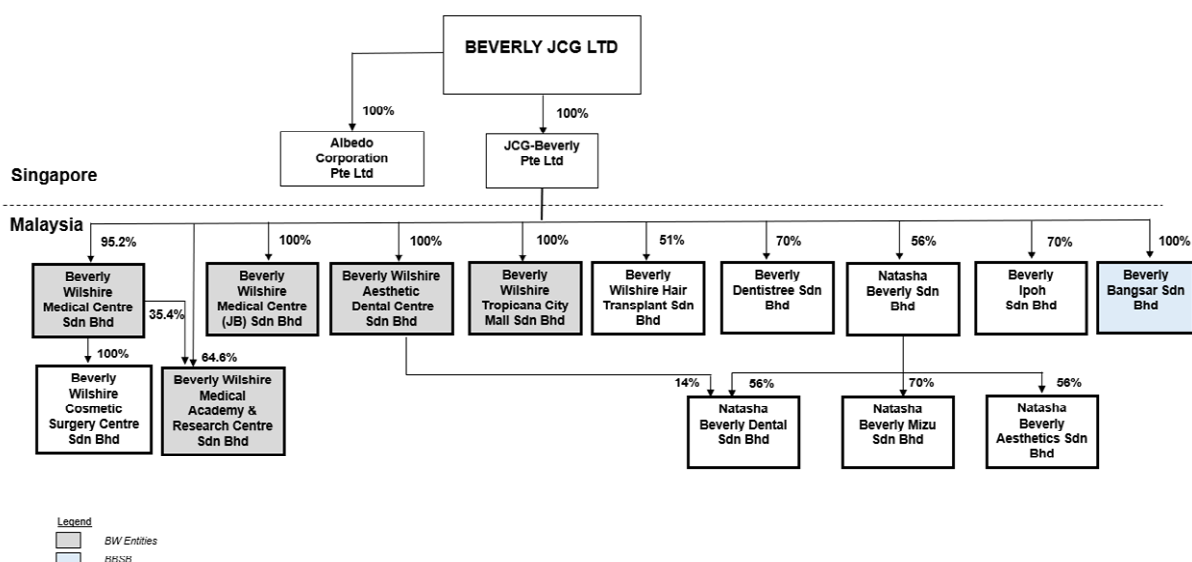 BEVERLY JCG LTD
100%
100%
Albedo
Corporation
Pte Ltd
JCG-Beverly
Pte Ltd
Singapore
Malaysia
95.2%
100%
100%
100%
51%
70%
56%
70%
100%
Beverly
Wilshire
Medical Centre
Sdn Bhd
Beverly
Wilshire
Medical Centre
(JB) Sdn Bhd
Beverly Wilshire
Aesthetic
Dental Centre
Sdn Bhd
Beverly
Wilshire
Tropicana City
Mall Sdn Bhd
Beverly
Wilshire Hair
Transplant Sdn
Bhd
Beverly
Dentistree Sdn
Bhd
Natasha
Beverly Sdn
Bhd
Beverly
Ipoh
Sdn Bhd
Beverly
Bangsar Sdn
Bhd
35.4%
100%
64.6%
Beverly
Wilshire
Cosmetic
Surgery Centre
Sdn Bhd
Beverly Wilshire
Medical
Academy &
Research Centre
Sdn Bhd
14%
56%
70%
56%
Natasha
Beverly Dental
Sdn Bhd
Natasha
Beverly Mizu
Sdn Bhd
Natasha
Beverly
Aesthetics Sdn
Bhd
Legend
BW Entities
BBSB